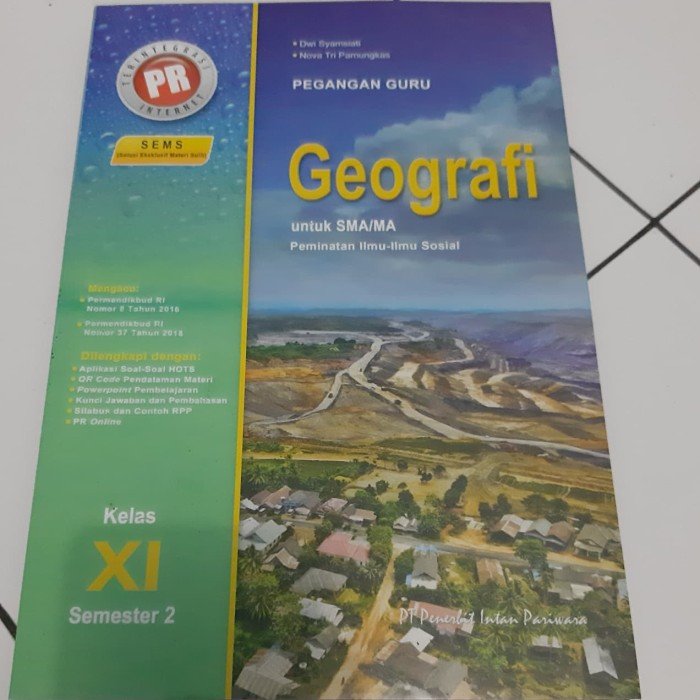 TERINTEGRASI
PR
INTERNET
SEMS
(Solusi Eksklusif Materi Sulit)
• Dwi Syamsiati
• Nova Tri Pamungkas
PEGANGAN GURU
Geografi
untuk SMA/MA
Peminatan Ilmu-Ilmu Sosial
Mengacu:
• Permendikbud RI
Nomor 8 Tahun 2016
• Permendikbud RI
Nomor 37 Tahun 2018
Dilengkapi dengan:
• Aplikasi Soal-Soal HOTS
• QR Code Pendalaman Materi
• Powerpoint Pembelajaran
• Kunci Jawaban dan Pembahasan
• Silabus dan Contoh RPP
• PR Online
Kelas
XI
Semester 2
PT Penerbit Intan Pariwara